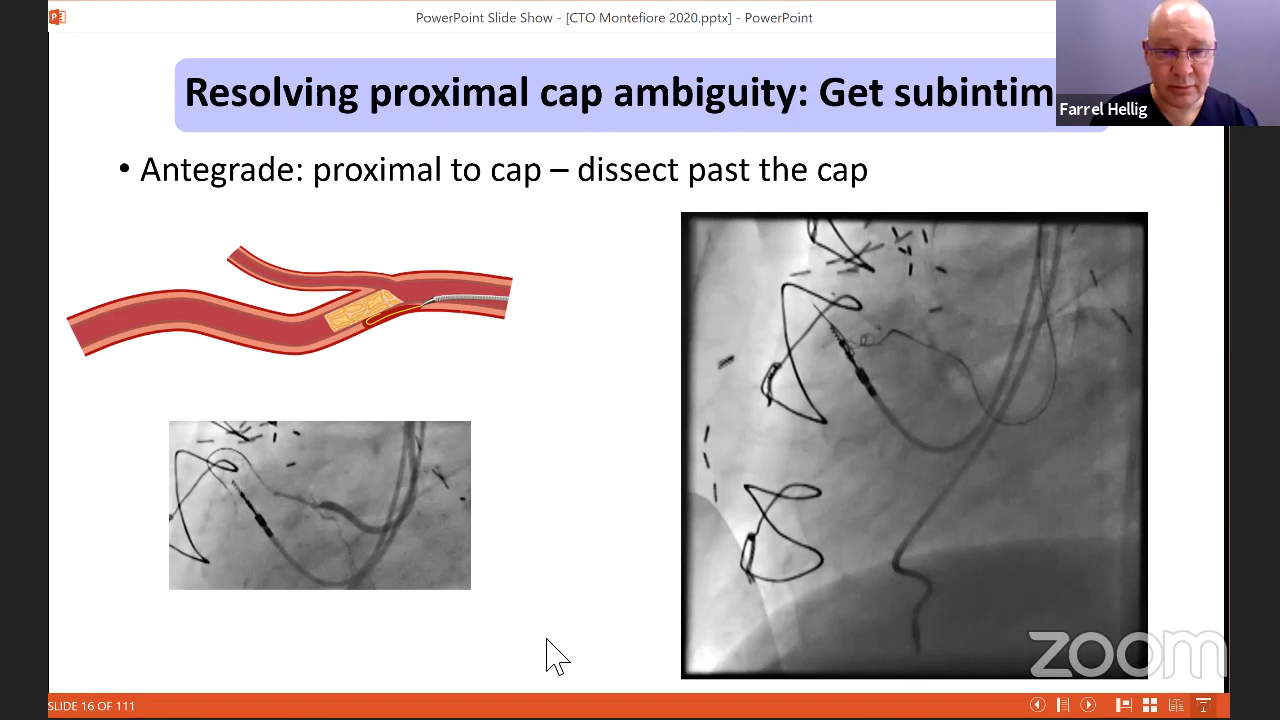 PowerPoint Slide Show - [CTO Montefiore 2020.pptx] - PowerPoint
Resolving proximal cap ambiguity: Get subintim
Farrel Hellig
• Antegrade: proximal to cap – dissect past the cap
zoom
SLIDE 16 OF 111